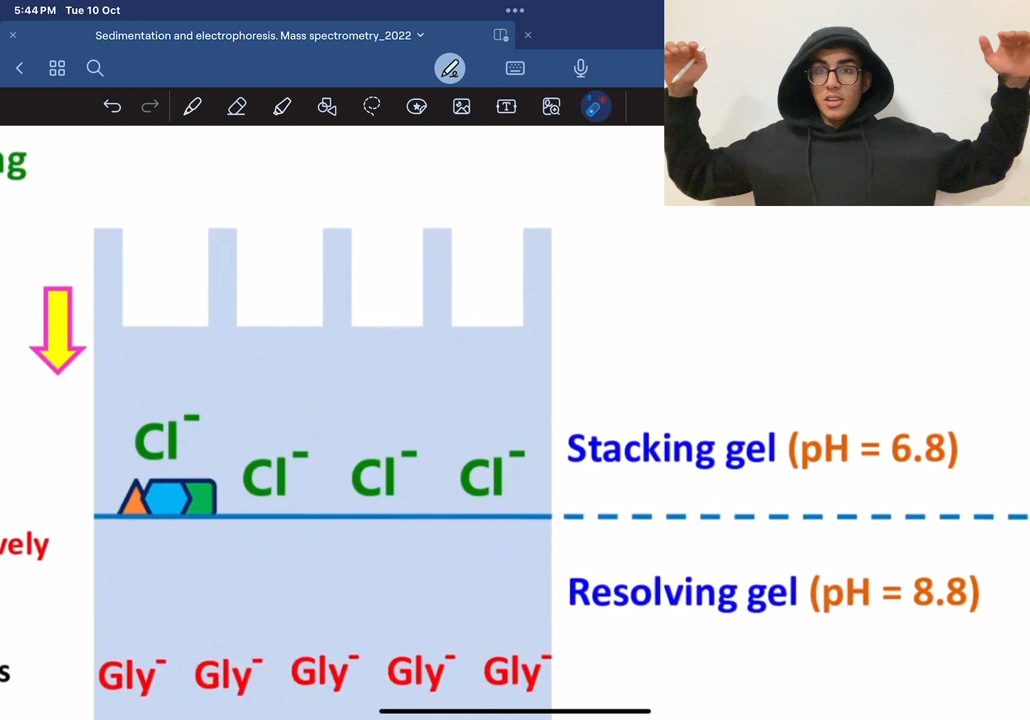 5:44 PM Tue 10 Oct
Sedimentation and electrophoresis. Mass spectrometry_2022
T
Cl⁻
Cl⁻ Cl⁻ Cl⁻
Stacking gel (pH = 6.8)
Resolving gel (pH = 8.8)
Gly⁻ Gly⁻ Gly⁻ Gly⁻ Gly⁻